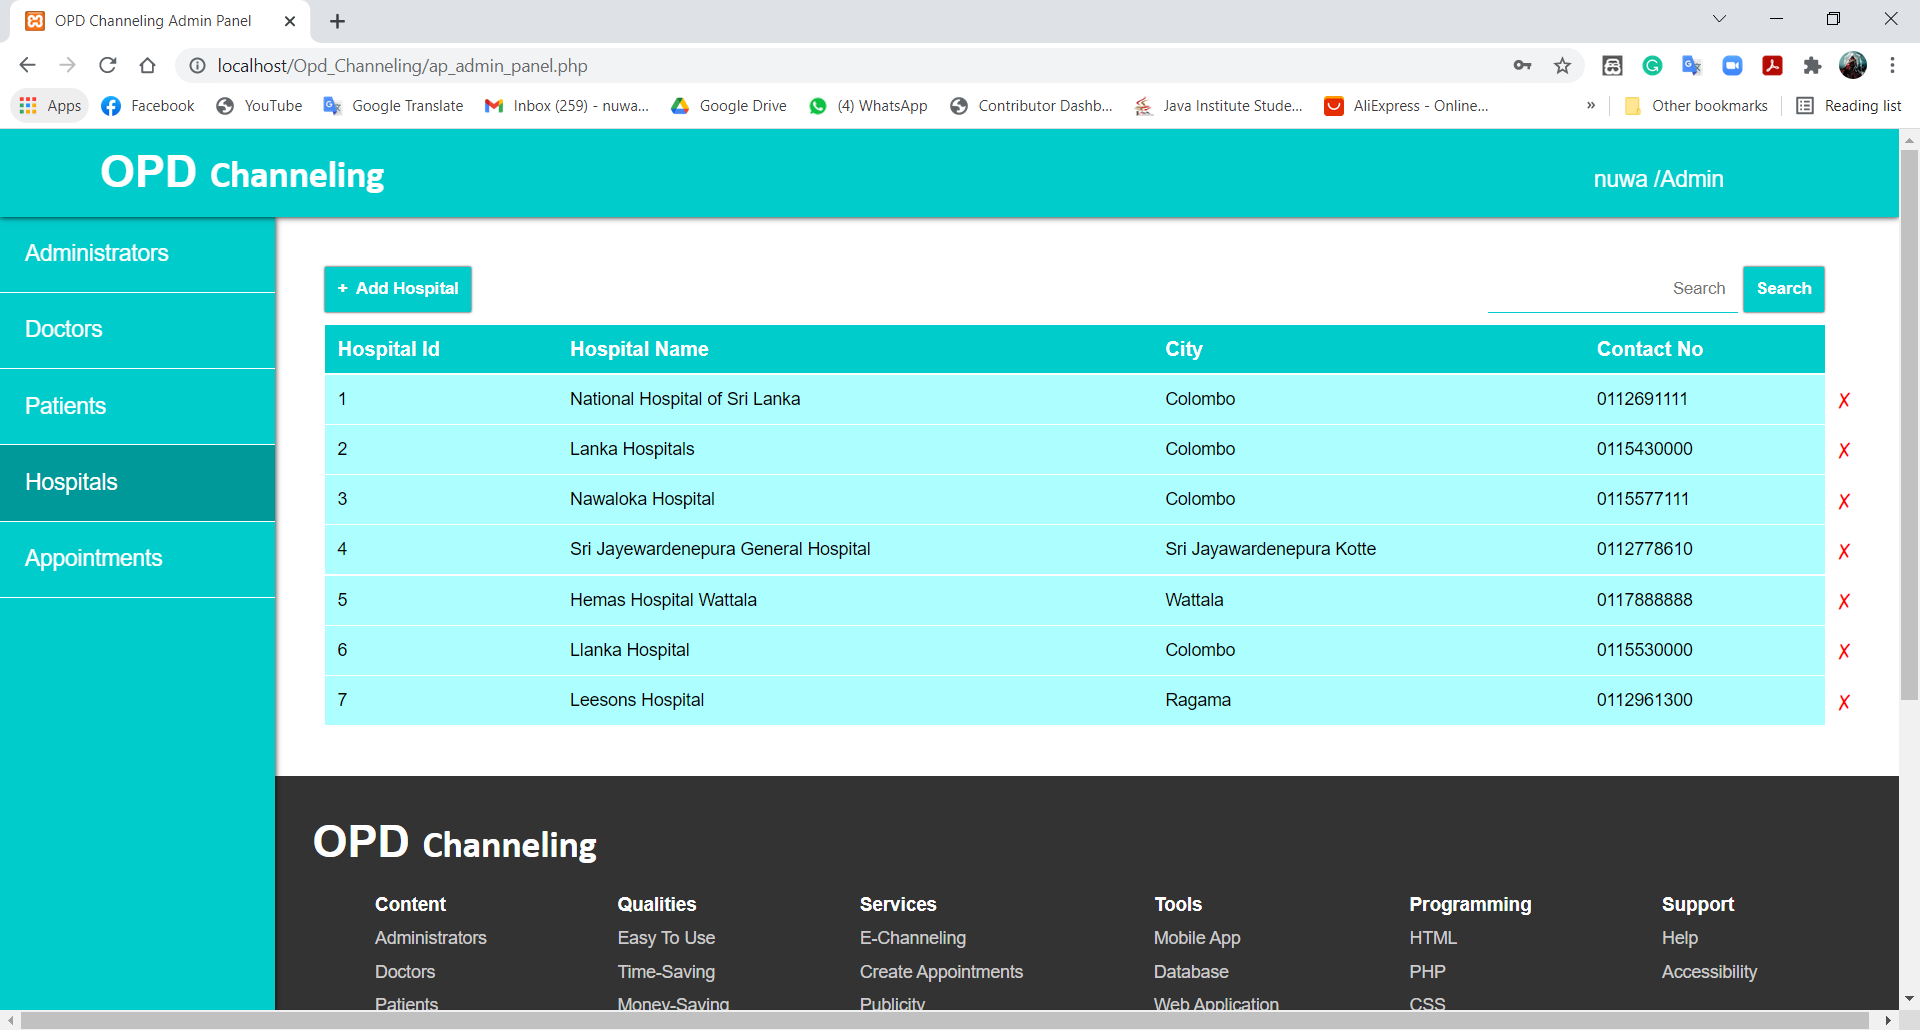 OPD Channeling Admin Panel
localhost/Opd_Channeling/ap_admin_panel.php
Apps Facebook YouTube Google Translate Inbox (259) - nuwa... Google Drive (4) WhatsApp Contributor Dashb... Java Institute Stude... AliExpress - Online... » Other bookmarks Reading list
OPD Channeling
nuwa /Admin
Administrators
Doctors
Patients
Hospitals
Appointments
+ Add Hospital
Search Search
Hospital Id Hospital Name City Contact No
1 National Hospital of Sri Lanka Colombo 0112691111 ✗
2 Lanka Hospitals Colombo 0115430000 ✗
3 Nawaloka Hospital Colombo 0115577111 ✗
4 Sri Jayewardenepura General Hospital Sri Jayawardenepura Kotte 0112778610 ✗
5 Hemas Hospital Wattala Wattala 0117888888 ✗
6 Llanka Hospital Colombo 0115530000 ✗
7 Leesons Hospital Ragama 0112961300 ✗
OPD Channeling
Content Qualities Services Tools Programming Support
Administrators Easy To Use E-Channeling Mobile App HTML Help
Doctors Time-Saving Create Appointments Database PHP Accessibility
Patients Money-Saving Publicity Web Application CSS